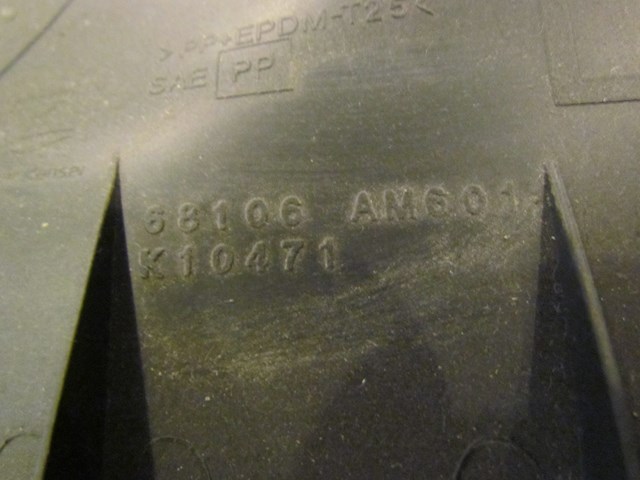 >PP+EPDM-T25<
SAE PP
68106 AM601
K10471